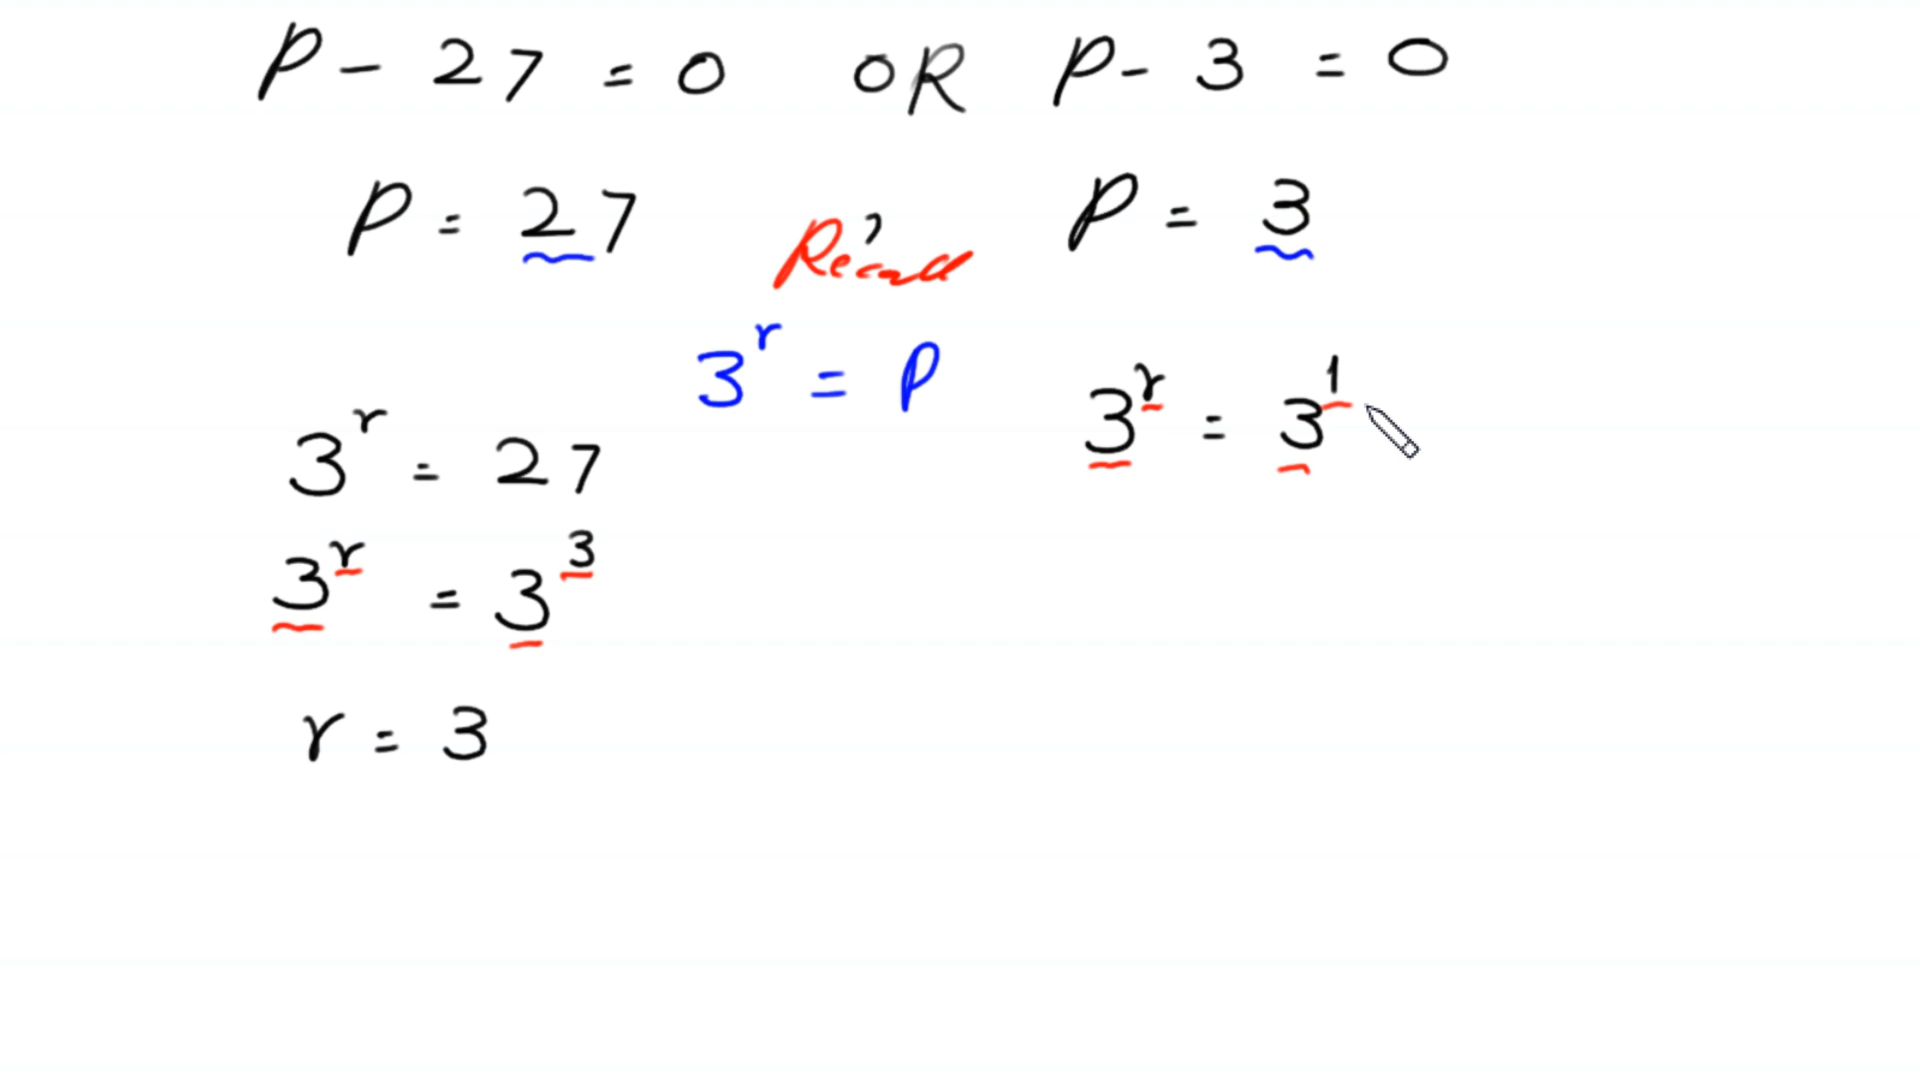 p - 27 = 0 OR p - 3 = 0
p = 27 , p = 3
Recall
3^r = p
3^r = 27 3^r = 3^1
3^r = 3^3
r = 3